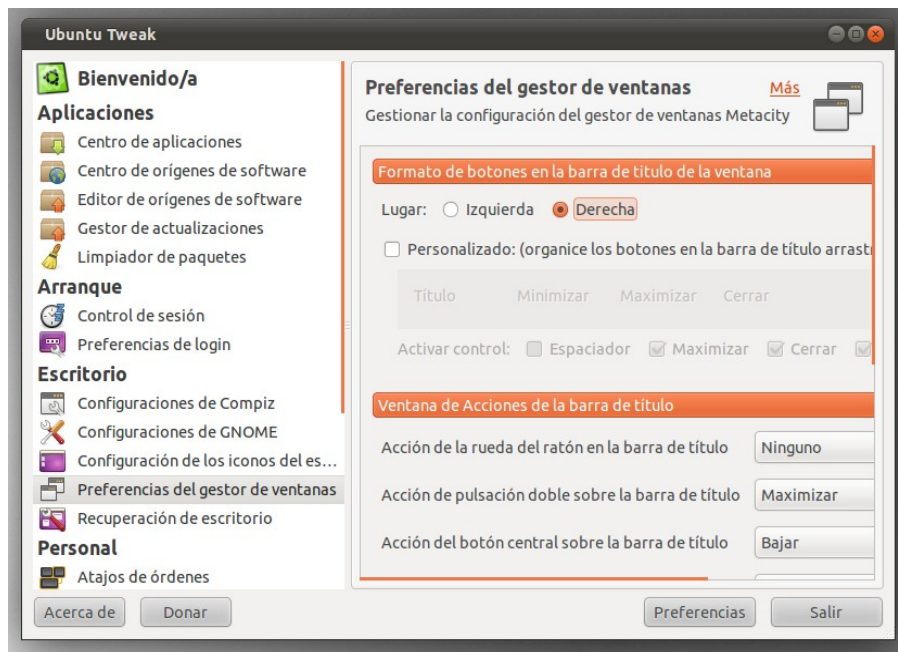 Ubuntu Tweak
Bienvenido/a
Aplicaciones
Centro de aplicaciones
Centro de orígenes de software
Editor de orígenes de software
Gestor de actualizaciones
Limpiador de paquetes
Arranque
Control de sesión
Preferencias de login
Escritorio
Configuraciones de Compiz
Configuraciones de GNOME
Configuración de los iconos del es...
Preferencias del gestor de ventanas
Recuperación de escritorio
Personal
Atajos de órdenes
Preferencias del gestor de ventanas Más
Gestionar la configuración del gestor de ventanas Metacity
Formato de botones en la barra de titulo de la ventana
Lugar: Izquierda Derecha
Personalizado: (organice los botones en la barra de título arrastr
Título Minimizar Maximizar Cerrar
Activar control: Espaciador Maximizar Cerrar
Ventana de Acciones de la barra de título
Acción de la rueda del ratón en la barra de título Ninguno
Acción de pulsación doble sobre la barra de título Maximizar
Acción del botón central sobre la barra de título Bajar
Acerca de Donar Preferencias Salir